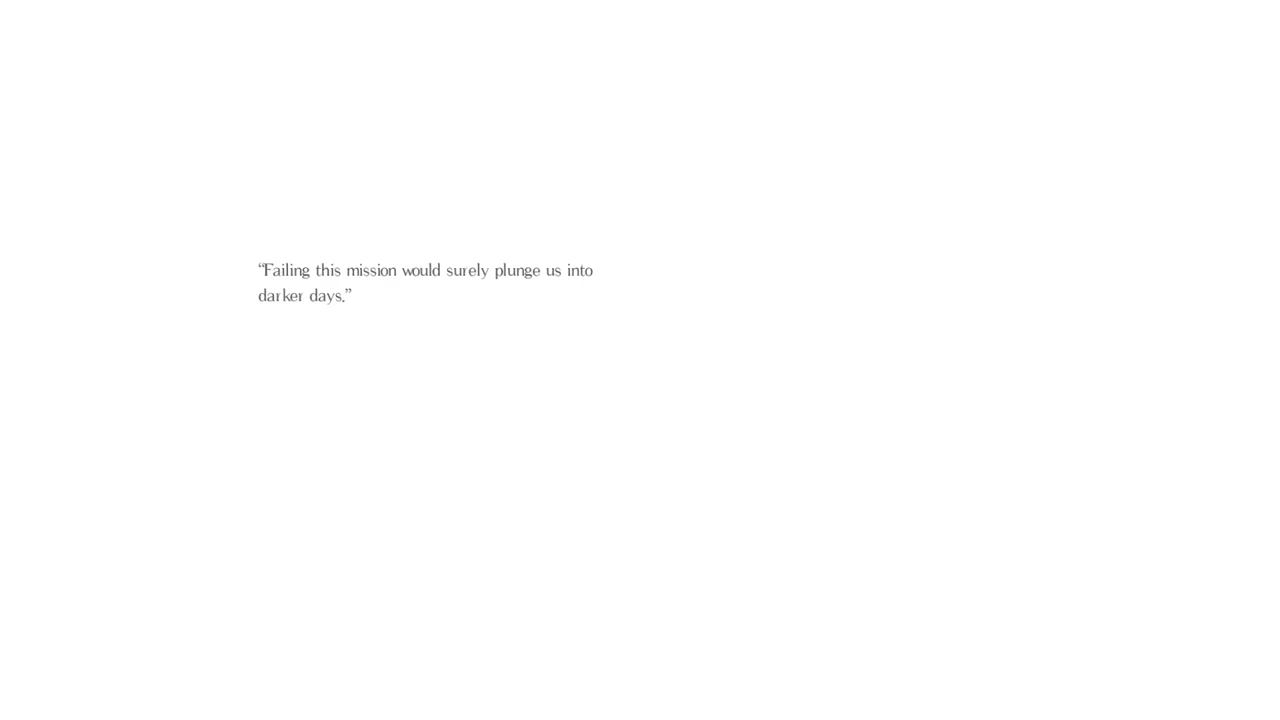 “Failing this mission would surely plunge us into
darker days.”